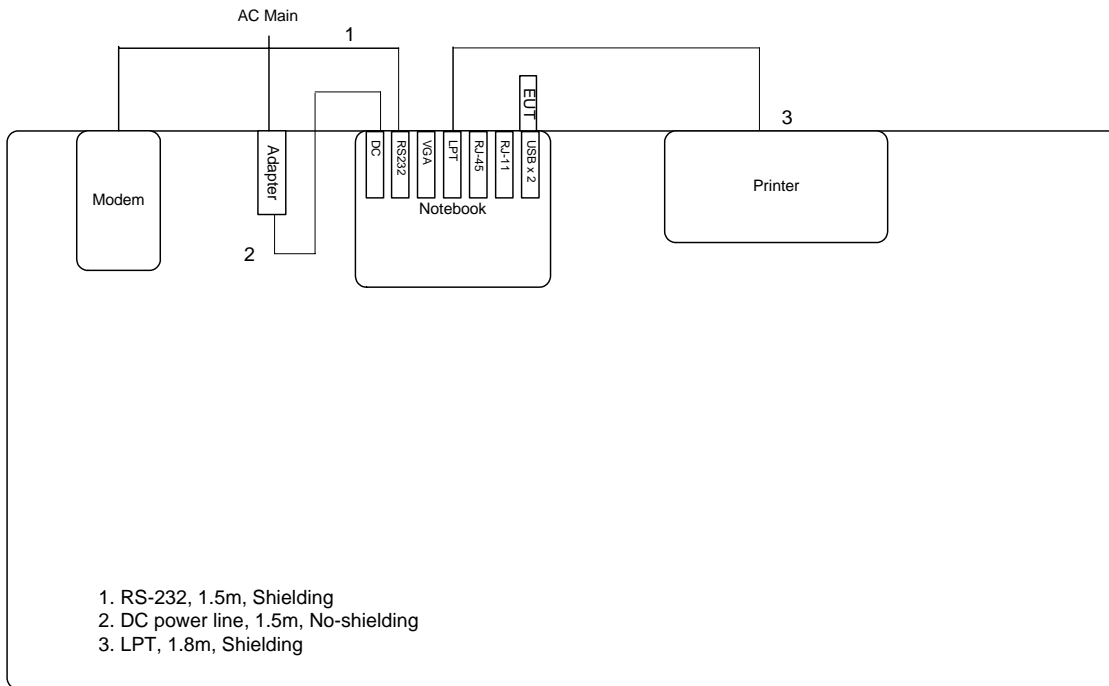 AC Main
1
EUT
3
Modem
Adapter
DC
RS232
VGA
LPT
RJ-45
RJ-11
USB x 2
Printer
Notebook
2
1. RS-232, 1.5m, Shielding
2. DC power line, 1.5m, No-shielding
3. LPT, 1.8m, Shielding